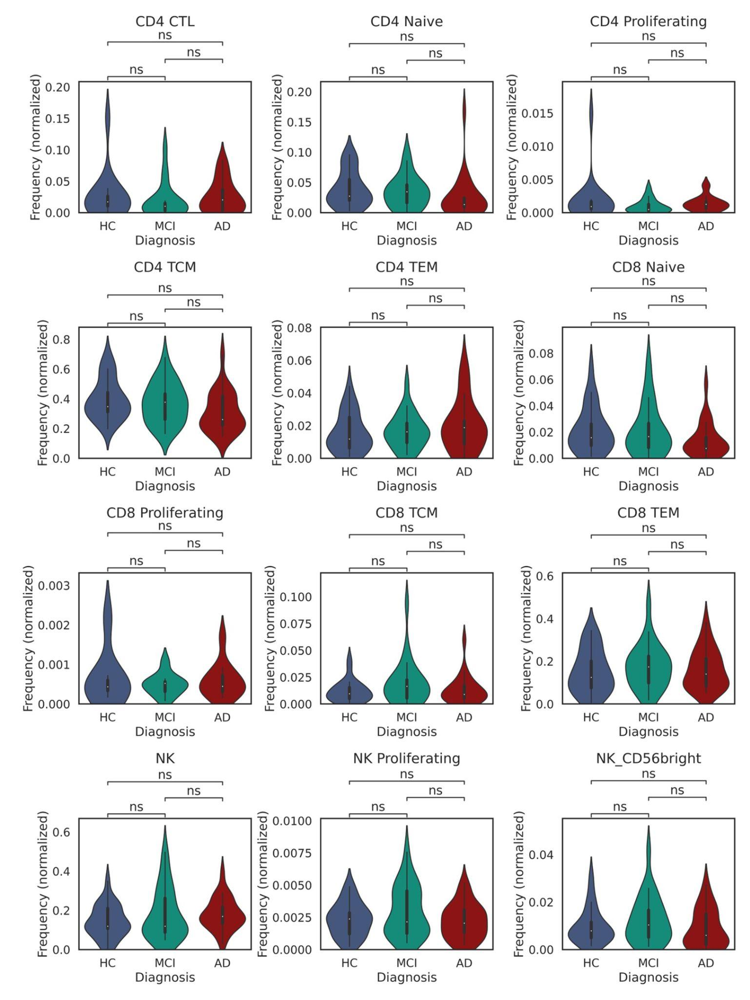 CD4 CTL
ns
ns
ns
Frequency (normalized)
0.20
0.15
0.10
0.05
0.00
HC MCI AD
Diagnosis
CD4 Naive
ns
ns
ns
Frequency (normalized)
0.20
0.15
0.10
0.05
0.00
HC MCI AD
Diagnosis
CD4 Proliferating
ns
ns
ns
Frequency (normalized)
0.015
0.010
0.005
0.000
HC MCI AD
Diagnosis
CD4 TCM
ns
ns
ns
Frequency (normalized)
0.8
0.6
0.4
0.2
0.0
HC MCI AD
Diagnosis
CD4 TEM
ns
ns
ns
Frequency (normalized)
0.08
0.06
0.04
0.02
0.00
HC MCI AD
Diagnosis
CD8 Naive
ns
ns
ns
Frequency (normalized)
0.08
0.06
0.04
0.02
0.00
HC MCI AD
Diagnosis
CD8 Proliferating
ns
ns
ns
Frequency (normalized)
0.003
0.002
0.001
0.000
HC MCI AD
Diagnosis
CD8 TCM
ns
ns
ns
Frequency (normalized)
0.100
0.075
0.050
0.025
0.000
HC MCI AD
Diagnosis
CD8 TEM
ns
ns
ns
Frequency (normalized)
0.6
0.4
0.2
0.0
HC MCI AD
Diagnosis
NK
ns
ns
ns
Frequency (normalized)
0.6
0.4
0.2
0.0
HC MCI AD
Diagnosis
NK Proliferating
ns
ns
ns
Frequency (normalized)
0.0100
0.0075
0.0050
0.0025
0.0000
HC MCI AD
Diagnosis
NK_CD56bright
ns
ns
ns
Frequency (normalized)
0.04
0.02
0.00
HC MCI AD
Diagnosis